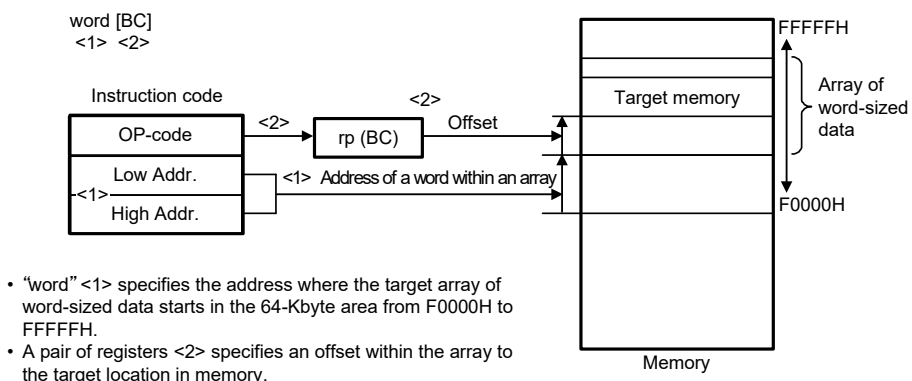 word [BC]
<1> <2>
Instruction code
OP-code
Low Addr.
<1>
High Addr.
<2>
rp (BC)
<2>
Offset
<1> Address of a word within an array
FFFFFH
Target memory
Array of
word-sized
data
F0000H
Memory
• “word” <1> specifies the address where the target array of
word-sized data starts in the 64-Kbyte area from F0000H to
FFFFFH.
• A pair of registers <2> specifies an offset within the array to
the target location in memory.